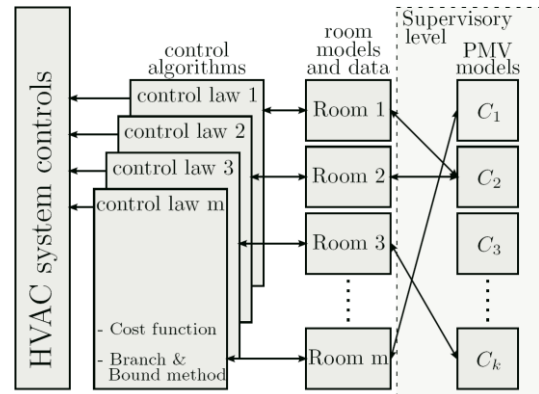 Supervisory
level
control
algorithms
room
models
and data
PMV
models
HVAC system controls
control law 1
control law 2
control law 3
control law m
- Cost function
- Branch &
Bound method
Room 1
Room 2
Room 3
Room m
C1
C2
C3
Ck